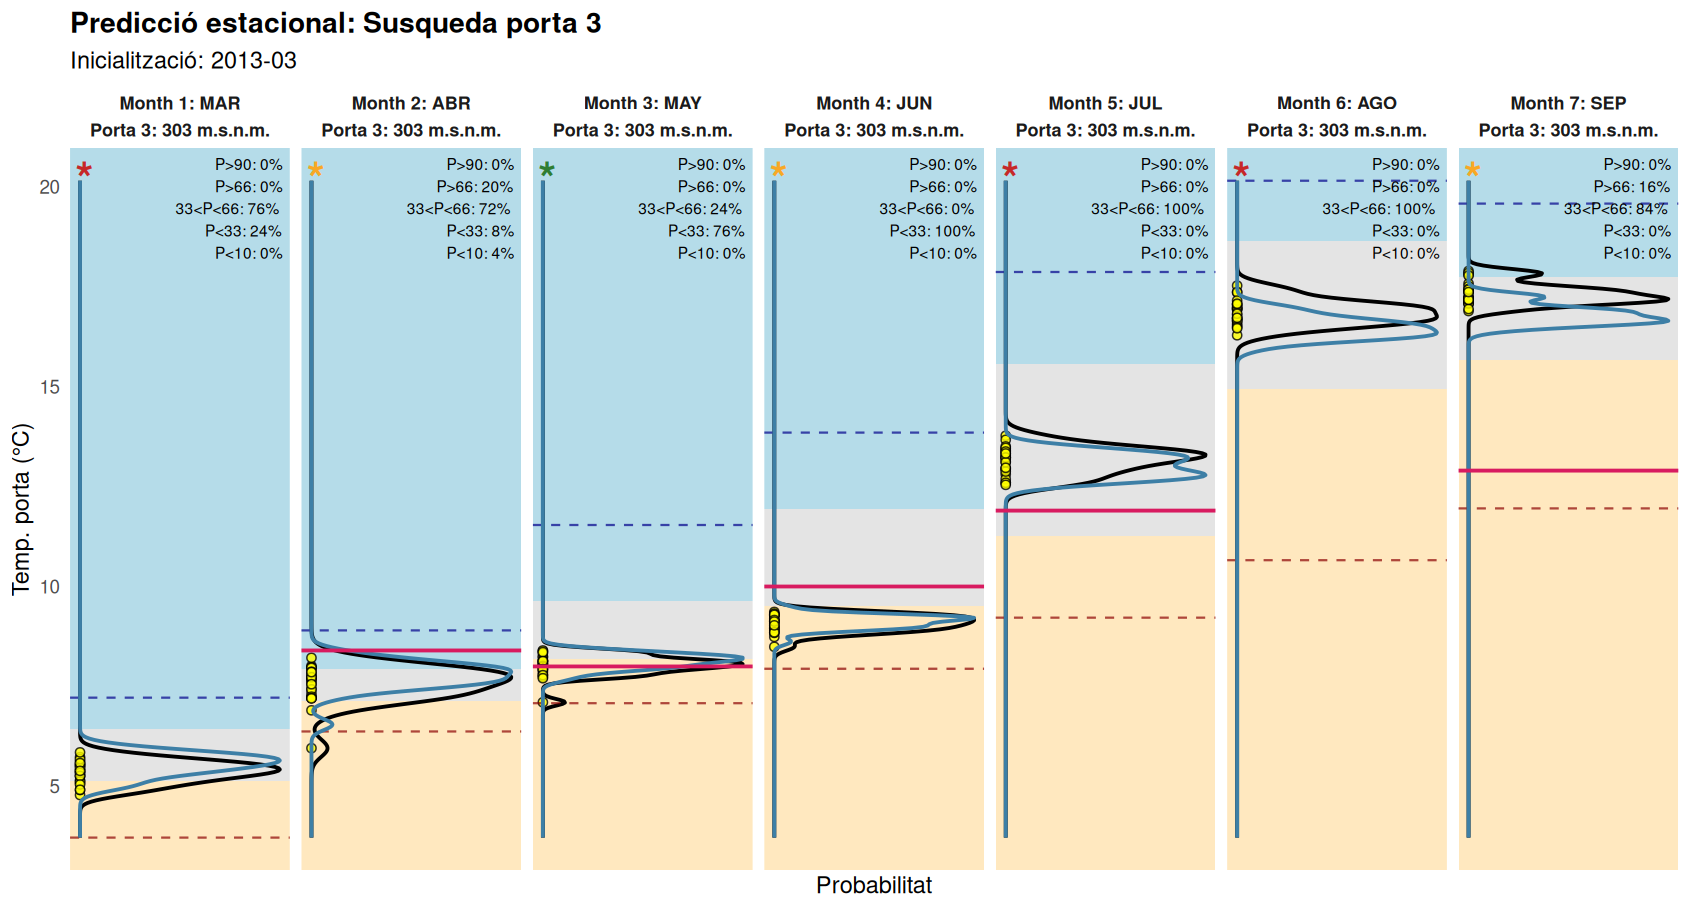 Predicció estacional: Susqueda porta 3
Inicialització: 2013-03
Month 1: MAR
Porta 3: 303 m.s.n.m.
Month 2: ABR
Porta 3: 303 m.s.n.m.
Month 3: MAY
Porta 3: 303 m.s.n.m.
Month 4: JUN
Porta 3: 303 m.s.n.m.
Month 5: JUL
Porta 3: 303 m.s.n.m.
Month 6: AGO
Porta 3: 303 m.s.n.m.
Month 7: SEP
Porta 3: 303 m.s.n.m.
*
P>90: 0%
P>66: 0%
33<P<66: 76%
P<33: 24%
P<10: 0%
*
P>90: 0%
P>66: 20%
33<P<66: 72%
P<33: 8%
P<10: 4%
*
P>90: 0%
P>66: 0%
33<P<66: 24%
P<33: 76%
P<10: 0%
*
P>90: 0%
P>66: 0%
33<P<66: 0%
P<33: 100%
P<10: 0%
*
P>90: 0%
P>66: 0%
33<P<66: 100%
P<33: 0%
P<10: 0%
*
P>90: 0%
P>66: 0%
33<P<66: 100%
P<33: 0%
P<10: 0%
*
P>90: 0%
P>66: 16%
33<P<66: 84%
P<33: 0%
P<10: 0%
20
15
10
5
Temp. porta (°C)
Probabilitat